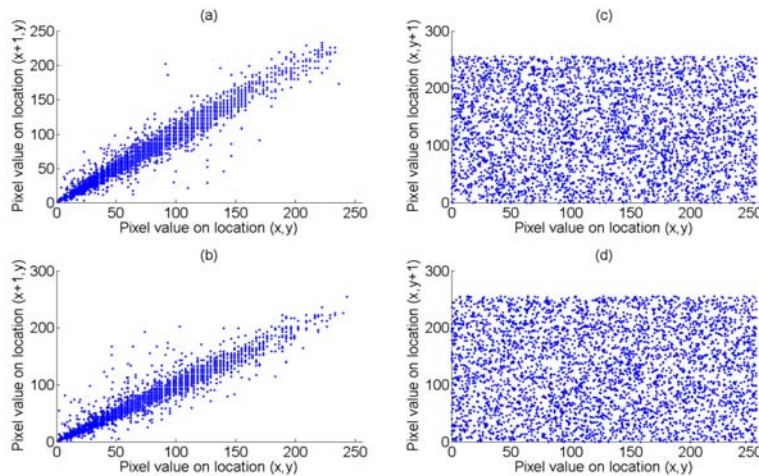 (a)
250
200
150
100
50
0
0 50 100 150 200 250
Pixel value on location (x+1,y)
Pixel value on location (x,y)
(c)
300
200
100
0
0 50 100 150 200 250
Pixel value on location (x,y+1)
Pixel value on location (x,y)
(b)
300
200
100
0
0 50 100 150 200 250
Pixel value on location (x+1,y)
Pixel value on location (x,y)
(d)
300
200
100
0
0 50 100 150 200 250
Pixel value on location (x,y+1)
Pixel value on location (x,y)